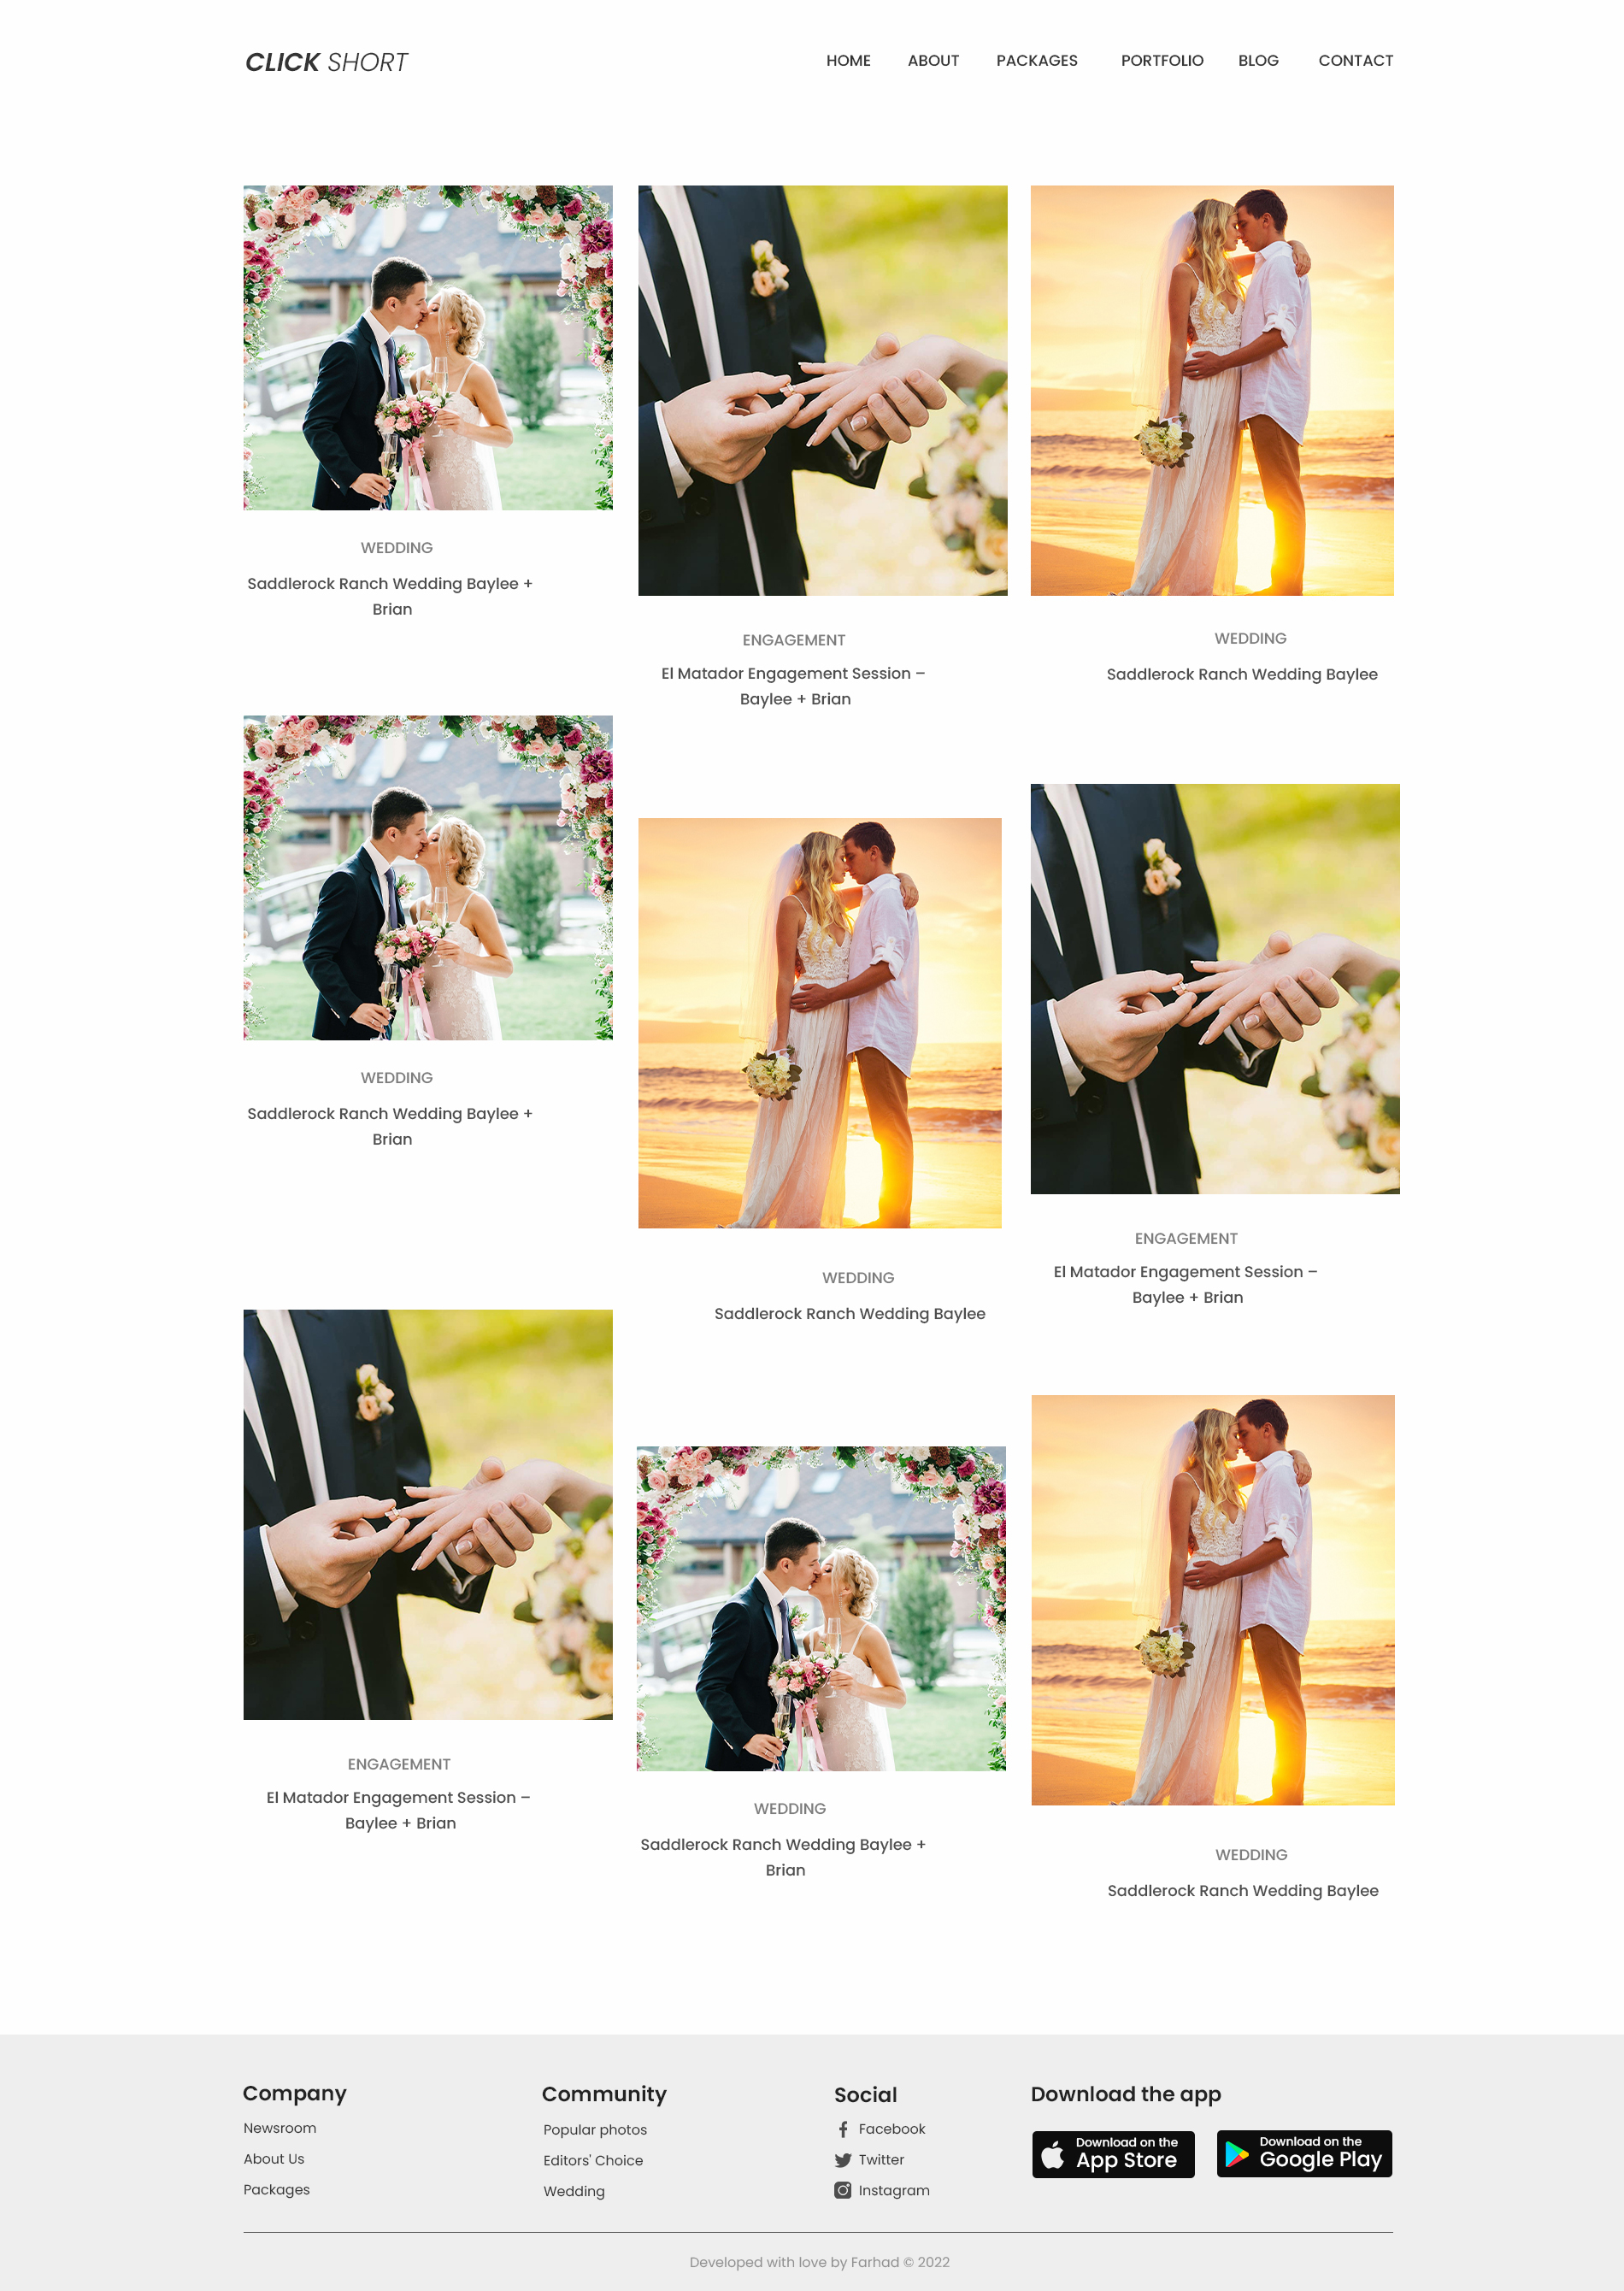 CLICK SHORT
HOME ABOUT PACKAGES PORTFOLIO BLOG CONTACT
WEDDING
Saddlerock Ranch Wedding Baylee +
Brian
ENGAGEMENT
El Matador Engagement Session –
Baylee + Brian
WEDDING
Saddlerock Ranch Wedding Baylee
WEDDING
Saddlerock Ranch Wedding Baylee +
Brian
WEDDING
Saddlerock Ranch Wedding Baylee
ENGAGEMENT
El Matador Engagement Session –
Baylee + Brian
ENGAGEMENT
El Matador Engagement Session –
Baylee + Brian
WEDDING
Saddlerock Ranch Wedding Baylee +
Brian
WEDDING
Saddlerock Ranch Wedding Baylee
Company
Newsroom
About Us
Packages
Community
Popular photos
Editors' Choice
Wedding
Social
Facebook
Twitter
Instagram
Download the app
Download on the
App Store
Download on the
Google Play
Developed with love by Farhad © 2022